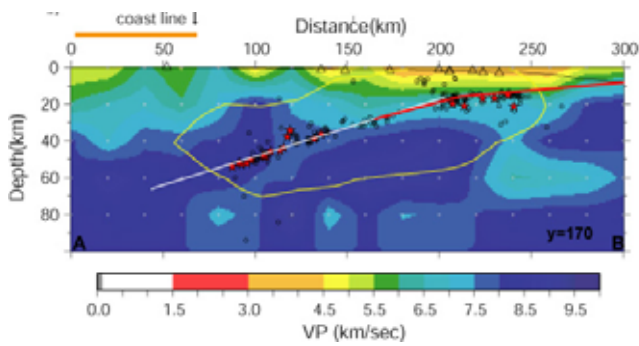 coast line ↓
Distance(km)
0 50 100 150 200 250 300
Depth(km)
0
20
40
60
80
A
B
y=170
0.0 1.5 3.0 4.5 5.5 6.5 7.5 8.5 9.5
VP (km/sec)